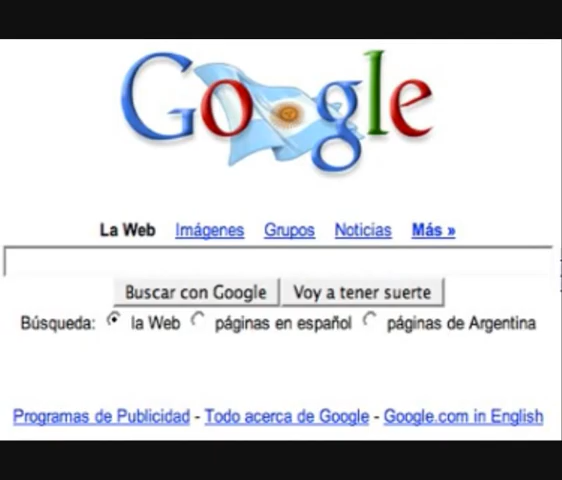 Google
La Web Imágenes Grupos Noticias Más »
Buscar con Google Voy a tener suerte
Búsqueda: la Web páginas en español páginas de Argentina
Programas de Publicidad - Todo acerca de Google - Google.com in English